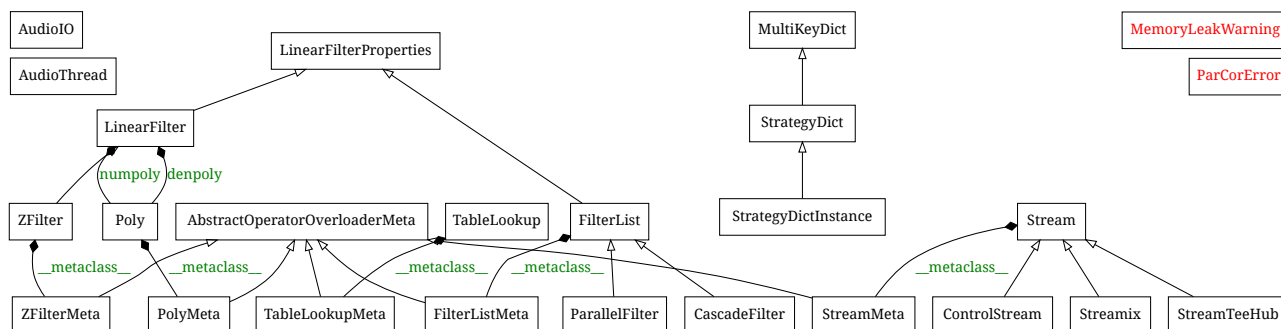 AudioIO
MultiKeyDict
MemoryLeakWarning
LinearFilterProperties
AudioThread
ParCorError
LinearFilter
StrategyDict
numpoly
denpoly
ZFilter
Poly
AbstractOperatorOverloaderMeta
TableLookup
FilterList
StrategyDictInstance
Stream
__metaclass__
__metaclass__
__metaclass__
__metaclass__
__metaclass__
ZFilterMeta
PolyMeta
TableLookupMeta
FilterListMeta
ParallelFilter
CascadeFilter
StreamMeta
ControlStream
Streamix
StreamTeeHub